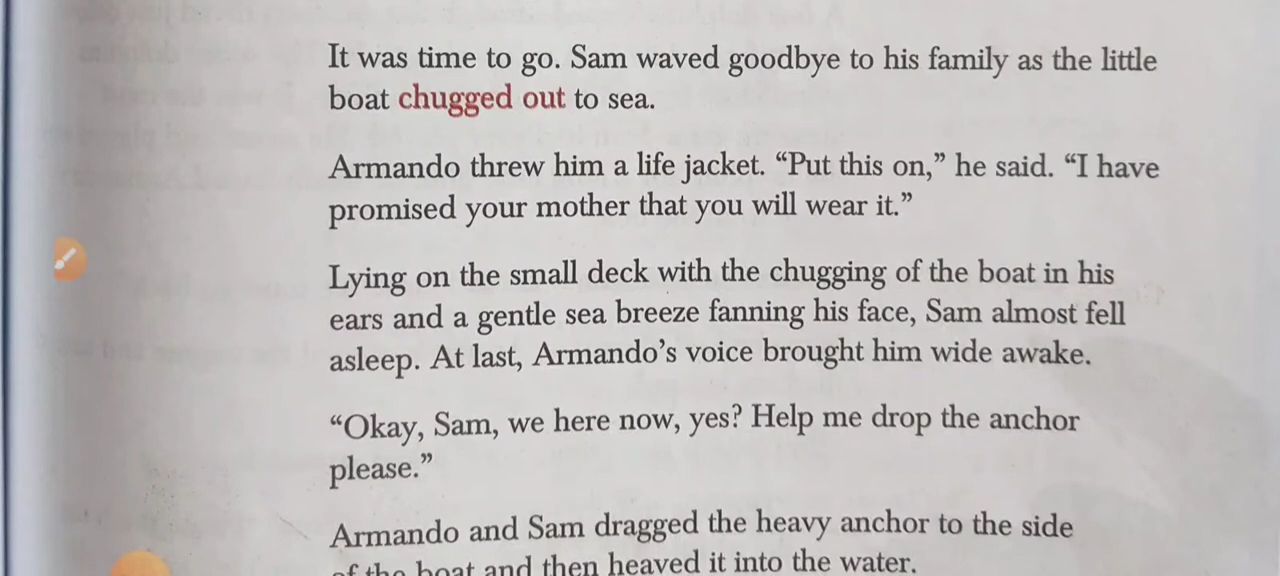 It was time to go. Sam waved goodbye to his family as the little
boat chugged out to sea.
Armando threw him a life jacket. “Put this on,” he said. “I have
promised your mother that you will wear it.”
Lying on the small deck with the chugging of the boat in his
ears and a gentle sea breeze fanning his face, Sam almost fell
asleep. At last, Armando’s voice brought him wide awake.
“Okay, Sam, we here now, yes? Help me drop the anchor
please.”
Armando and Sam dragged the heavy anchor to the side
of the boat and then heaved it into the water.